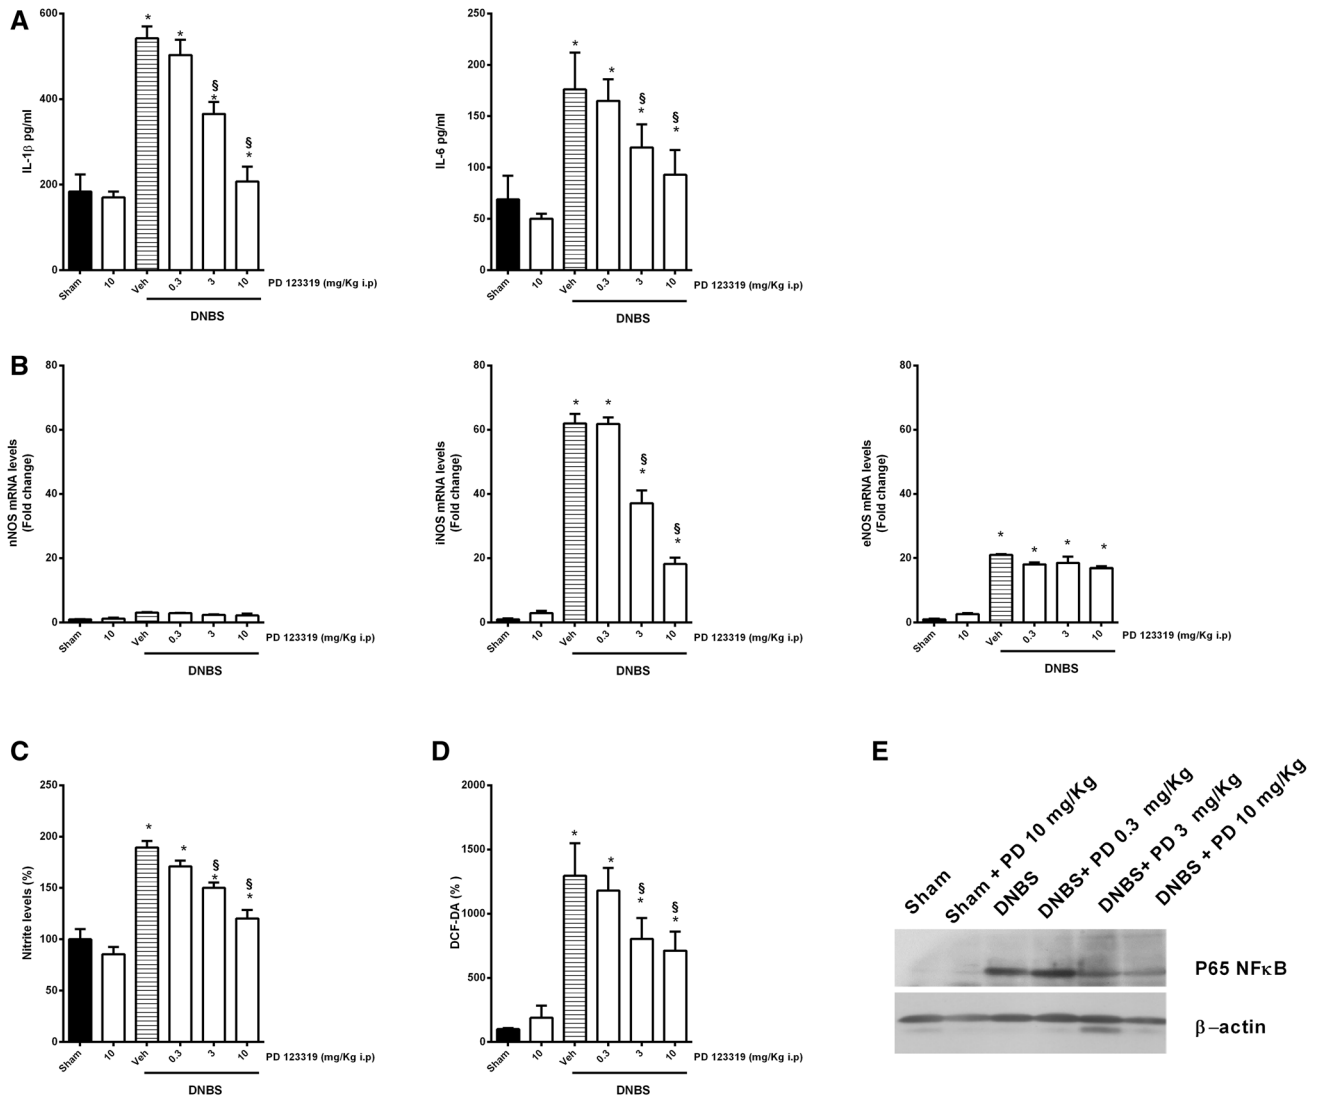 A
600
400
200
0
IL-1β pg/ml
*
*
§
*
§
*
Sham
10
Veh
0.3
3
10
PD 123319 (mg/Kg i.p)
DNBS
250
200
150
100
50
0
IL-6 pg/ml
*
*
§
*
§
*
Sham
10
Veh
0.3
3
10
PD 123319 (mg/Kg i.p)
DNBS
B
80
60
40
20
0
nNOS mRNA levels
(Fold change)
Sham
10
Veh
0.3
3
10
PD 123319 (mg/Kg i.p)
DNBS
80
60
40
20
0
iNOS mRNA levels
(Fold change)
*
*
§
*
§
*
Sham
10
Veh
0.3
3
10
PD 123319 (mg/Kg i.p)
DNBS
80
60
40
20
0
eNOS mRNA levels
(Fold change)
*
*
*
*
Sham
10
Veh
0.3
3
10
PD 123319 (mg/Kg i.p)
DNBS
C
250
200
150
100
50
0
Nitrite levels (%)
*
*
§
*
§
*
Sham
10
Veh
0.3
3
10
PD 123319 (mg/Kg i.p)
DNBS
D
2000
1500
1000
500
0
DCF-DA (% )
*
*
§
*
§
*
Sham
10
Veh
0.3
3
10
PD 123319 (mg/Kg i.p)
DNBS
E
Sham
Sham + PD 10 mg/Kg
DNBS
DNBS+ PD 0.3 mg/Kg
DNBS+ PD 3 mg/Kg
DNBS + PD 10 mg/Kg
P65 NFκB
β–actin